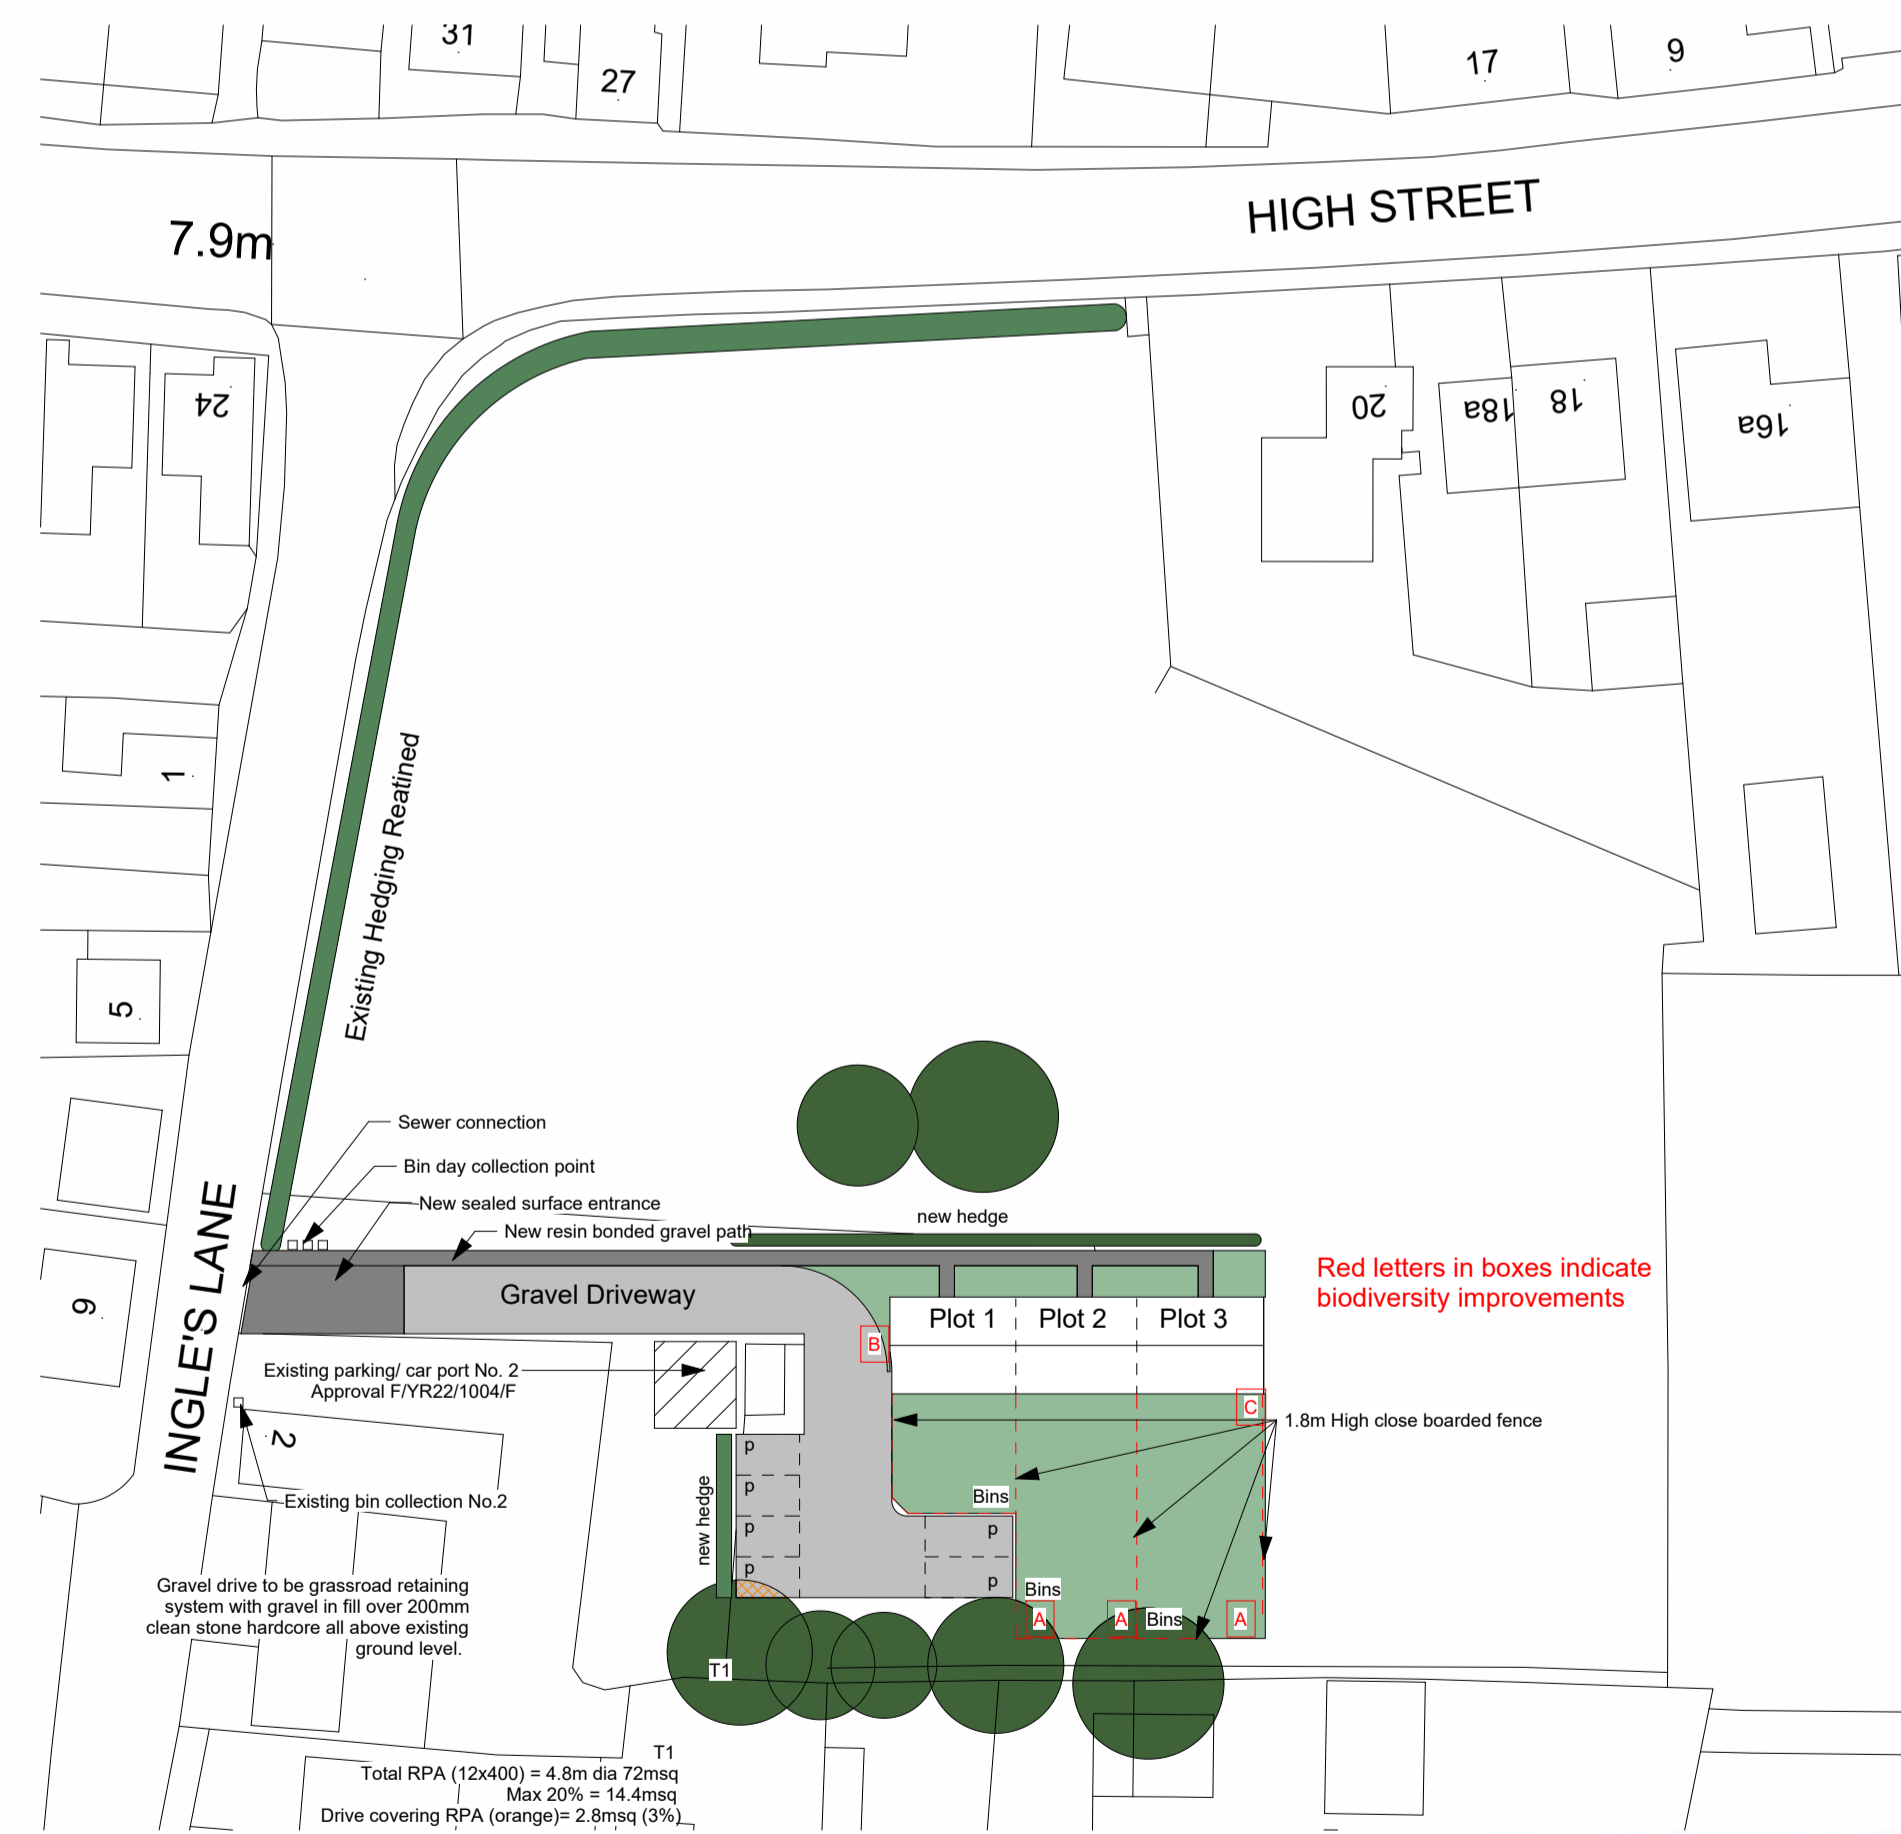 31
27
17
9
HIGH STREET
7.9m
24
20
18a
18
16a
1
Existing Hedging Reatined
5
Sewer connection
Bin day collection point
New sealed surface entrance
New resin bonded gravel path
new hedge
INGLE'S LANE
9
Gravel Driveway
Plot 1
Plot 2
Plot 3
Red letters in boxes indicate
biodiversity improvements
B
Existing parking/ car port No. 2
Approval F/YR22/1004/F
C
1.8m High close boarded fence
2
p
p
p
p
Existing bin collection No.2
new hedge
Bins
p
p
Gravel drive to be grassroad retaining
system with gravel in fill over 200mm
clean stone hardcore all above existing
ground level.
Bins
A
A
Bins
A
T1
T1
Total RPA (12x400) = 4.8m dia 72msq
Max 20% = 14.4msq
Drive covering RPA (orange)= 2.8msq (3%)